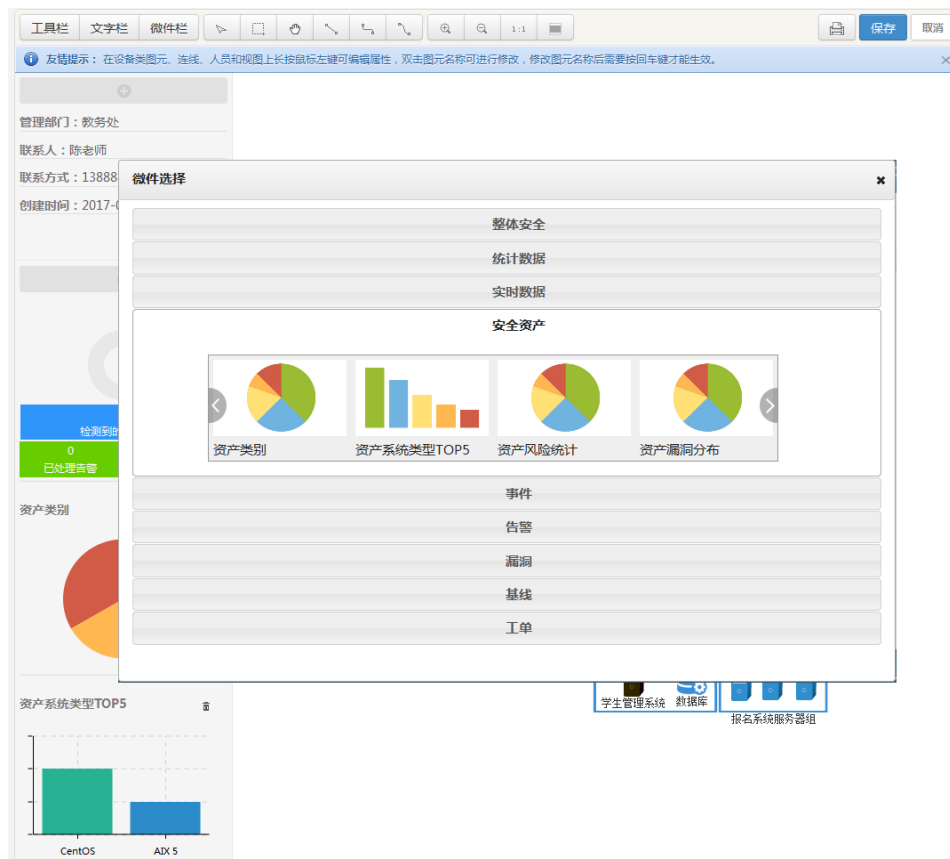 工具栏 文字栏 微件栏 1:1 保存 取消
友情提示：在设备类图元、连线、人员和视图上长按鼠标左键可编辑属性，双击图元名称可进行修改，修改图元名称后需要按回车键才能生效。
管理部门：教务处
联系人：陈老师
联系方式：13888
创建时间：2017-0
检测到的
0
已处理告警
资产类别
资产系统类型TOP5
CentOS AIX 5
微件选择
整体安全
统计数据
实时数据
安全资产
资产类别 资产系统类型TOP5 资产风险统计 资产漏洞分布
事件
告警
漏洞
基线
工单
学生管理系统 数据库
报名系统服务器组